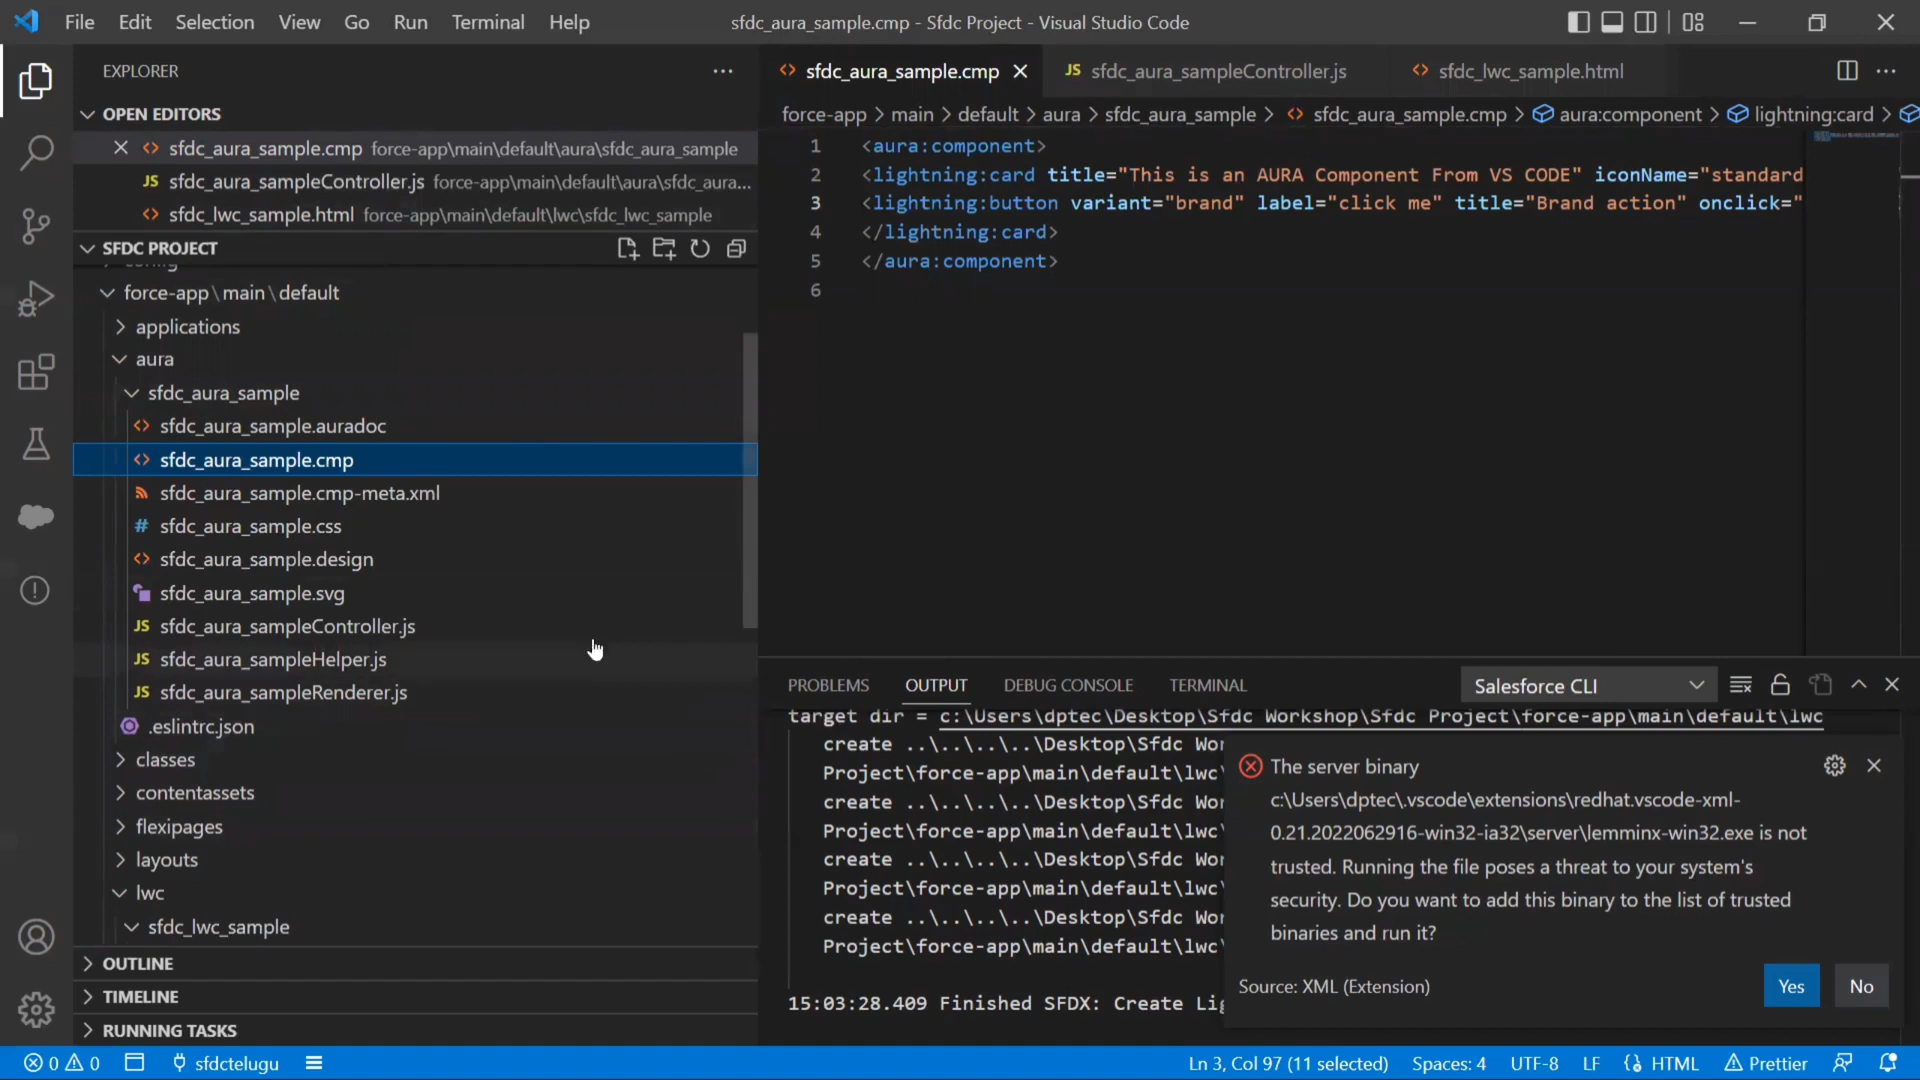 File Edit Selection View Go Run Terminal Help
sfdc_aura_sample.cmp - Sfdc Project - Visual Studio Code
EXPLORER
OPEN EDITORS
sfdc_aura_sample.cmp force-app\main\default\aura\sfdc_aura_sample
JS sfdc_aura_sampleController.js force-app\main\default\aura\sfdc_aura...
sfdc_lwc_sample.html force-app\main\default\lwc\sfdc_lwc_sample
SFDC PROJECT
config
force-app\main\default
applications
aura
sfdc_aura_sample
sfdc_aura_sample.auradoc
sfdc_aura_sample.cmp
sfdc_aura_sample.cmp-meta.xml
# sfdc_aura_sample.css
sfdc_aura_sample.design
sfdc_aura_sample.svg
JS sfdc_aura_sampleController.js
JS sfdc_aura_sampleHelper.js
JS sfdc_aura_sampleRenderer.js
.eslintrc.json
classes
contentassets
flexipages
layouts
lwc
sfdc_lwc_sample
OUTLINE
TIMELINE
RUNNING TASKS
sfdc_aura_sample.cmp JS sfdc_aura_sampleController.js sfdc_lwc_sample.html
force-app > main > default > aura > sfdc_aura_sample > sfdc_aura_sample.cmp > aura:component > lightning:card >
1 <aura:component>
2 <lightning:card title="This is an AURA Component From VS CODE" iconName="standard
3 <lightning:button variant="brand" label="click me" title="Brand action" onclick="
4 </lightning:card>
5 </aura:component>
6
PROBLEMS OUTPUT DEBUG CONSOLE TERMINAL Salesforce CLI
target dir = c:\Users\dptec\Desktop\Sfdc Workshop\Sfdc Project\force-app\main\default\lwc
create ..\..\..\..\Desktop\Sfdc Wor
Project\force-app\main\default\lwc\
create ..\..\..\..\Desktop\Sfdc Wor
Project\force-app\main\default\lwc\
create ..\..\..\..\Desktop\Sfdc Wor
Project\force-app\main\default\lwc\
create ..\..\..\..\Desktop\Sfdc Wor
Project\force-app\main\default\lwc\
15:03:28.409 Finished SFDX: Create Lig
The server binary
c:\Users\dptec\.vscode\extensions\redhat.vscode-xml-
0.21.2022062916-win32-ia32\server\lemminx-win32.exe is not
trusted. Running the file poses a threat to your system's
security. Do you want to add this binary to the list of trusted
binaries and run it?
Source: XML (Extension)
Yes No
0 0 sfdctelugu Ln 3, Col 97 (11 selected) Spaces: 4 UTF-8 LF {} HTML Prettier